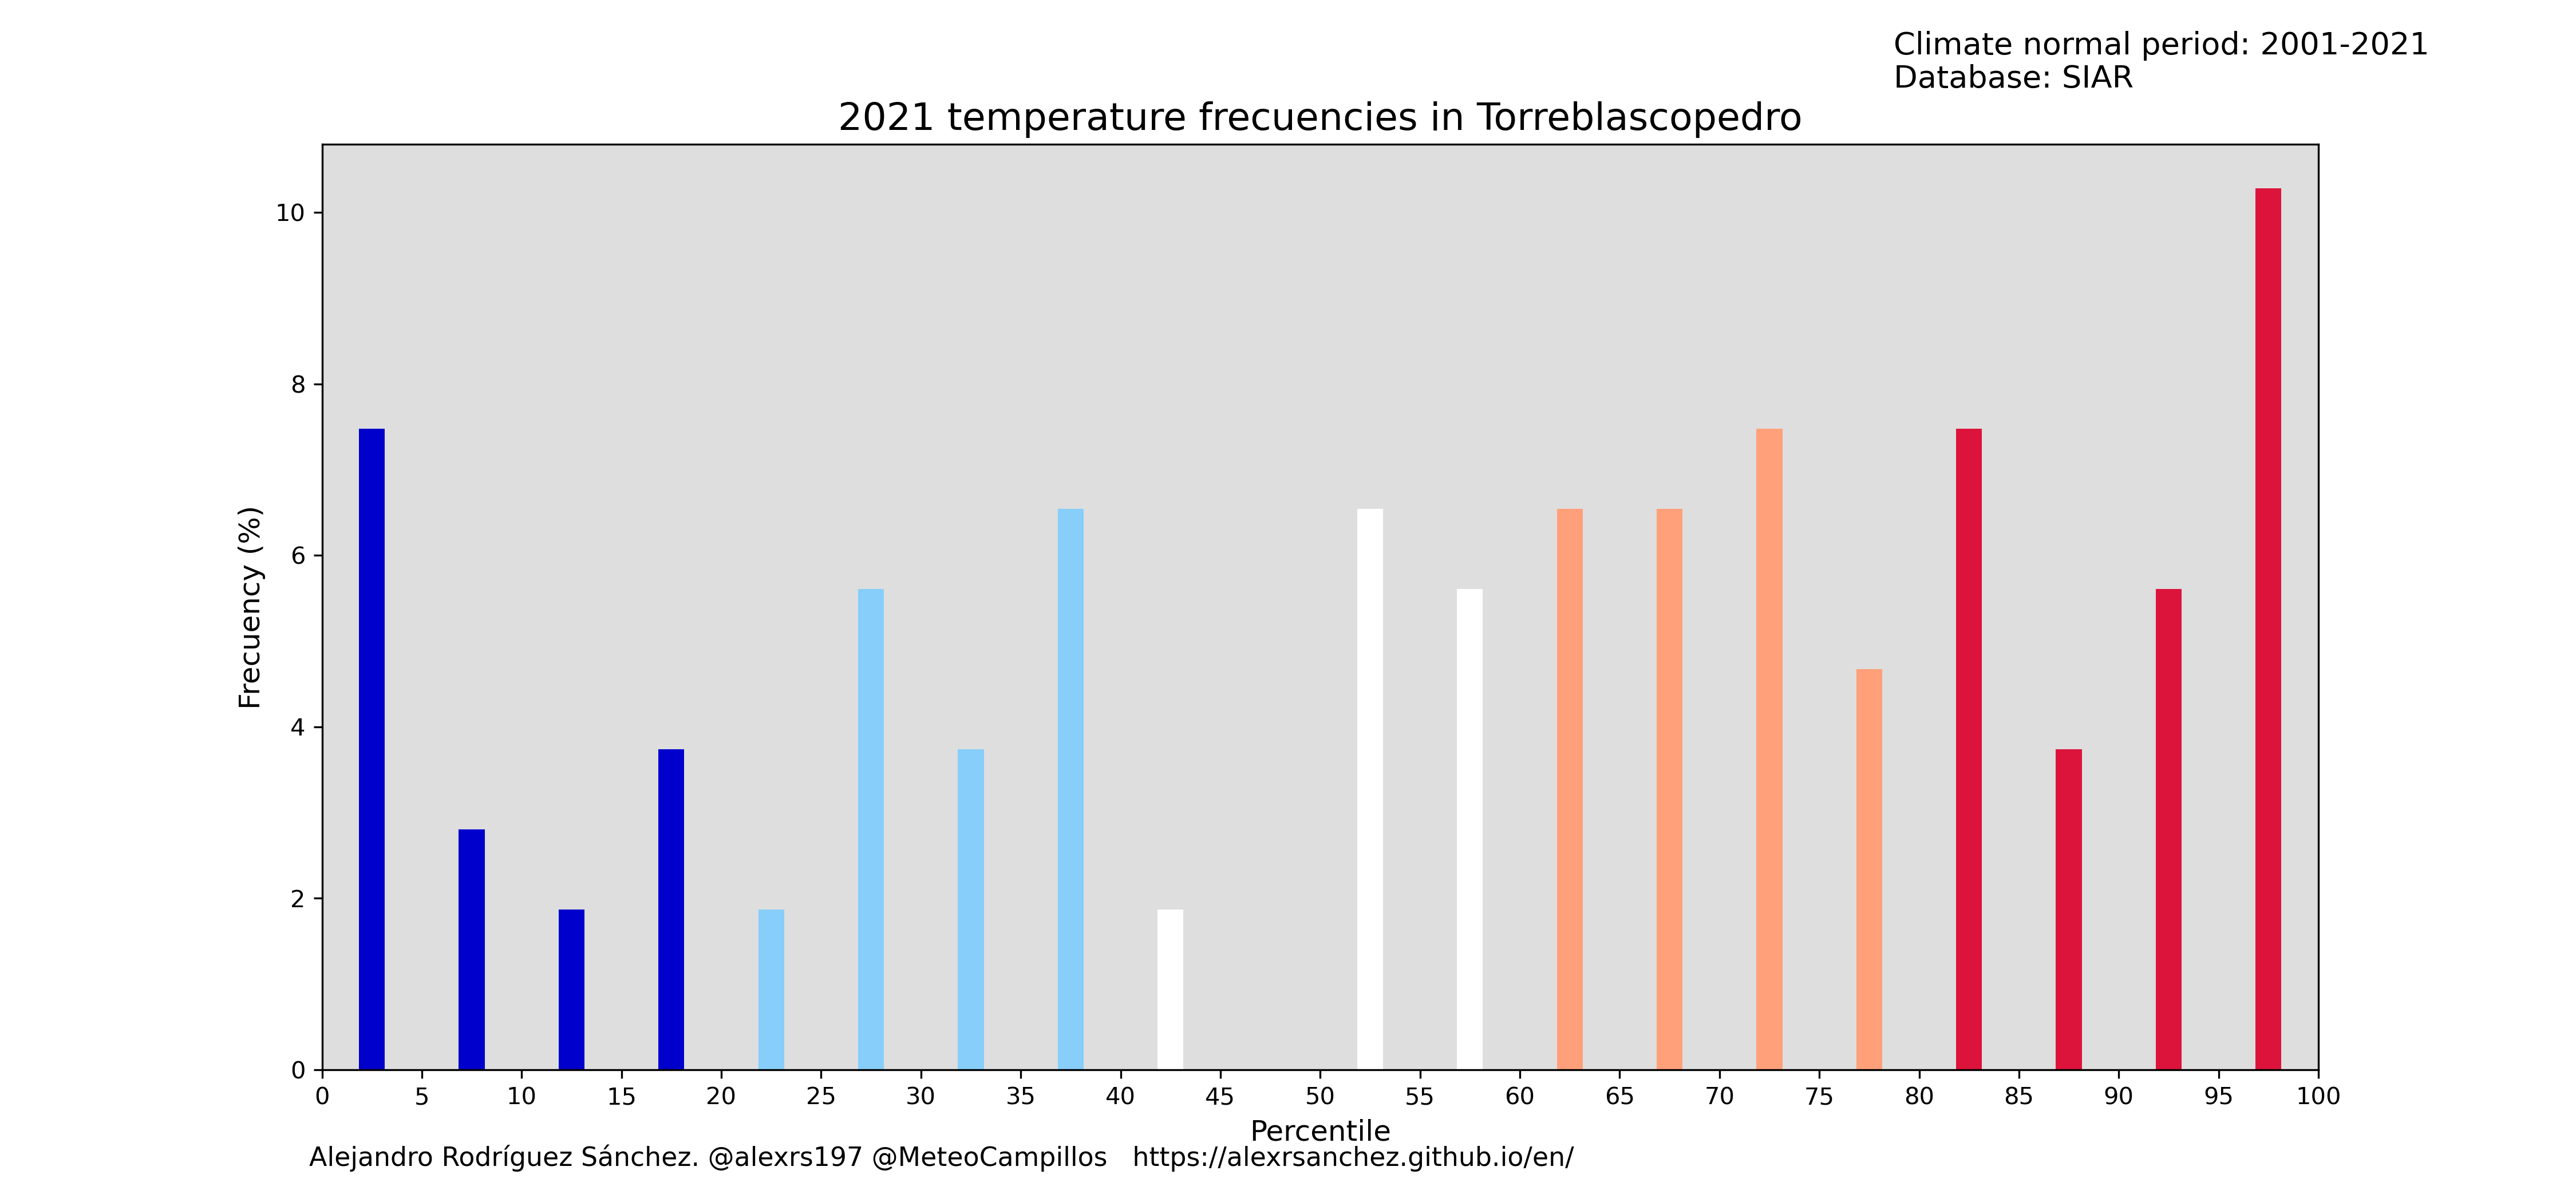 Climate normal period: 2001-2021
Database: SIAR
2021 temperature frecuencies in Torreblascopedro
10
8
6
4
2
0
Frecuency (%)
0 5 10 15 20 25 30 35 40 45 50 55 60 65 70 75 80 85 90 95 100
Percentile
Alejandro Rodríguez Sánchez. @alexrs197 @MeteoCampillos https://alexrsanchez.github.io/en/